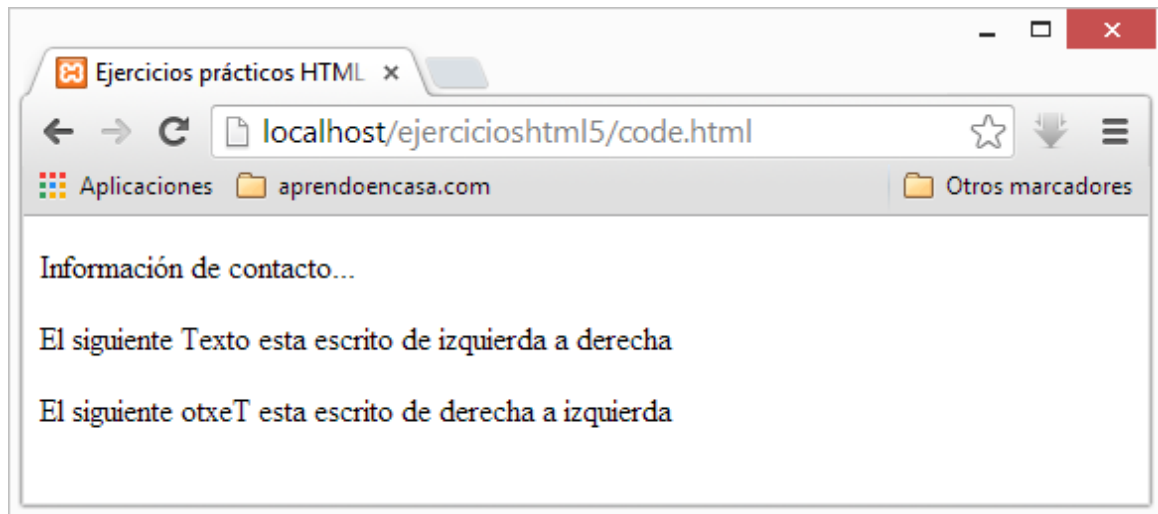 Ejercicios prácticos HTML
localhost/ejercicioshtml5/code.html
Aplicaciones aprendoencasa.com Otros marcadores
Información de contacto...
El siguiente Texto esta escrito de izquierda a derecha
El siguiente otxeT esta escrito de derecha a izquierda